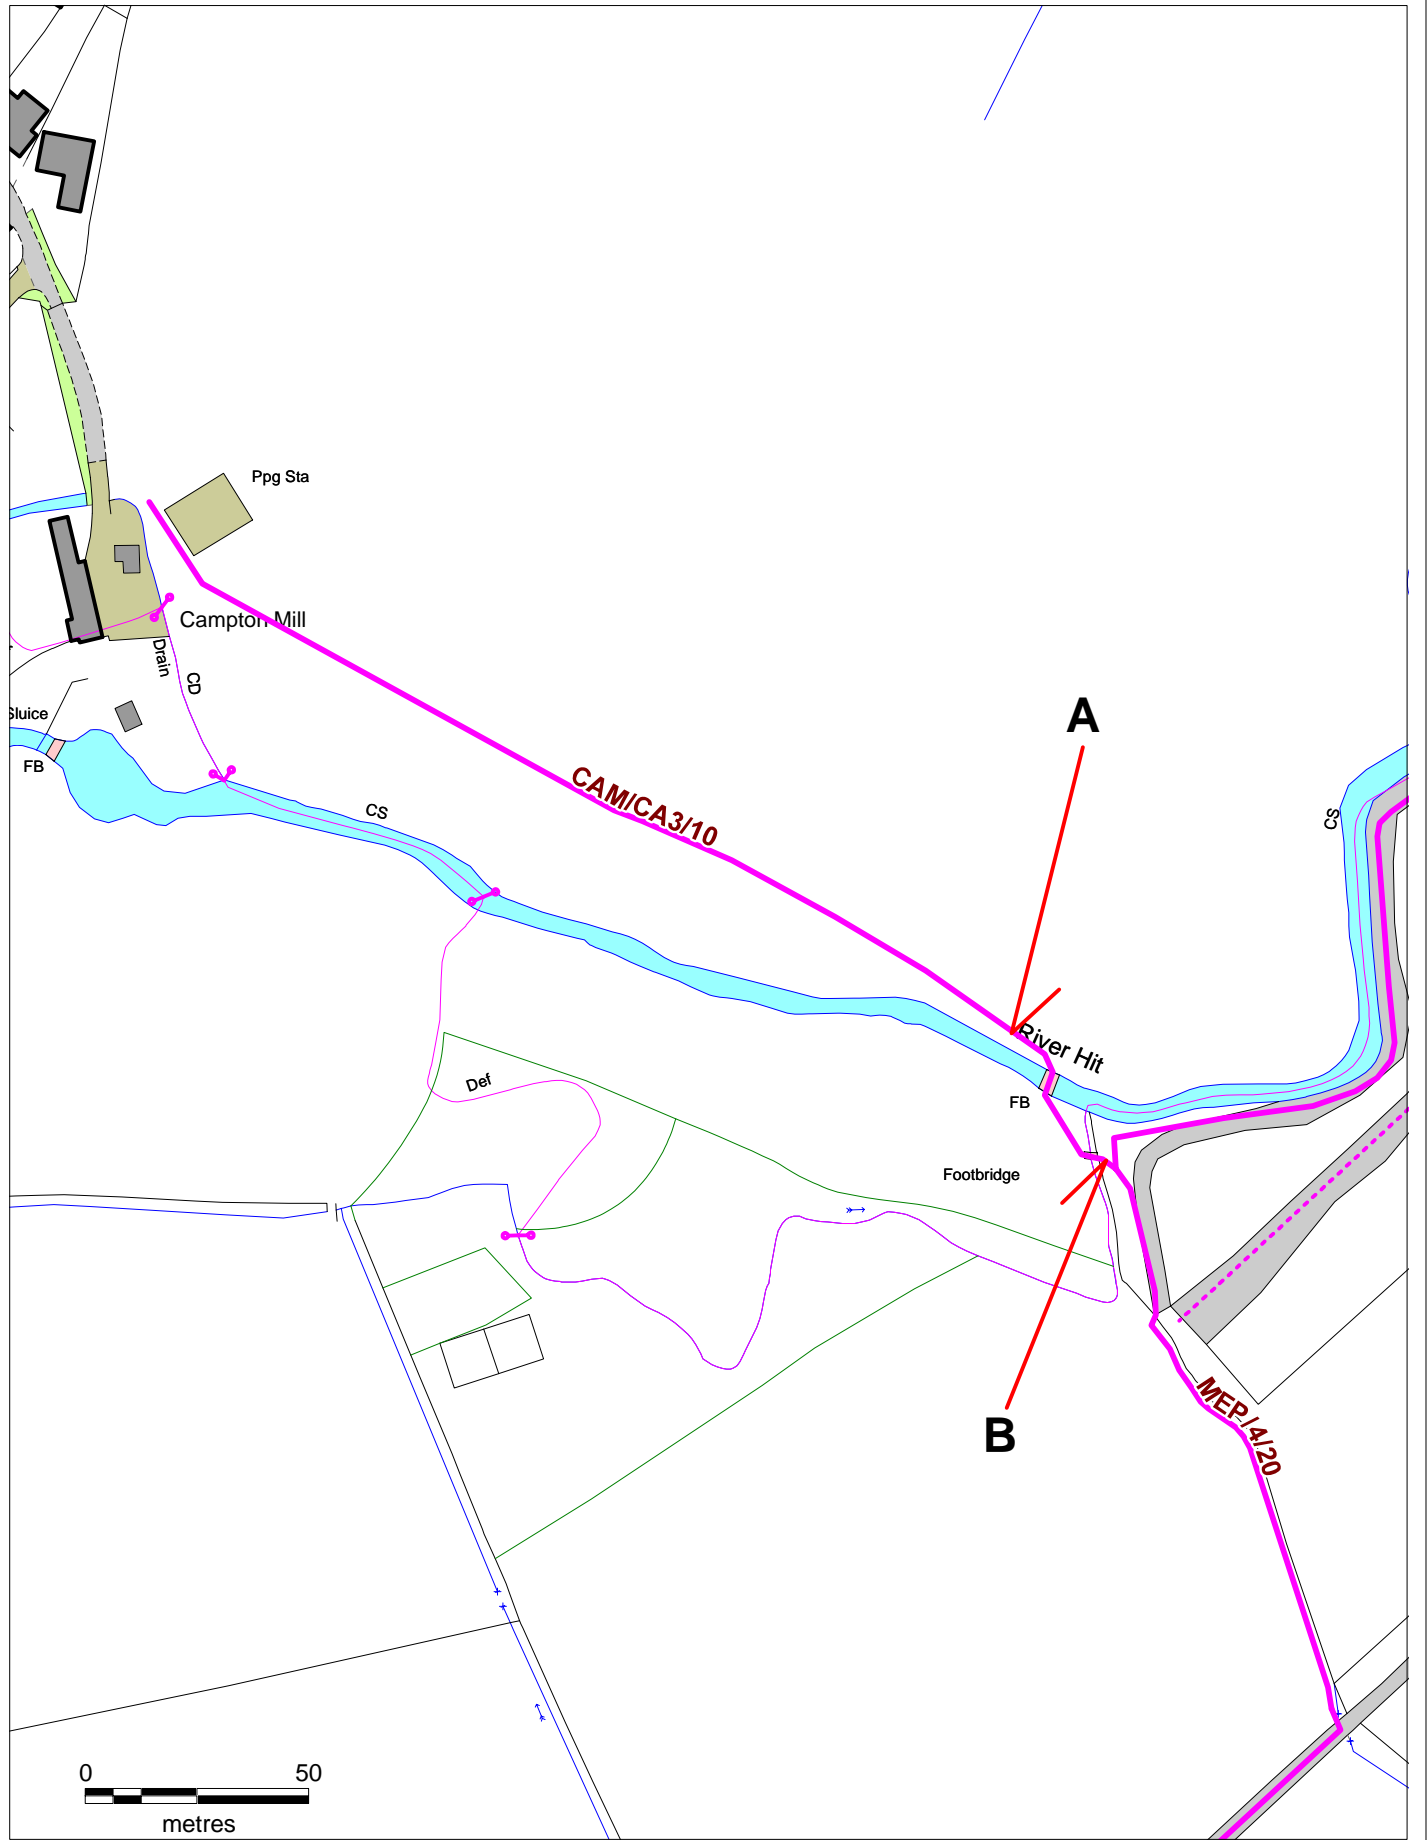 Ppg Sta
Campton Mill
Drain
CD
Sluice
FB
CS
CAM/CA3/10
A
CS
River Hit
Def
FB
Footbridge
B
MEP/4/20
0 50
metres